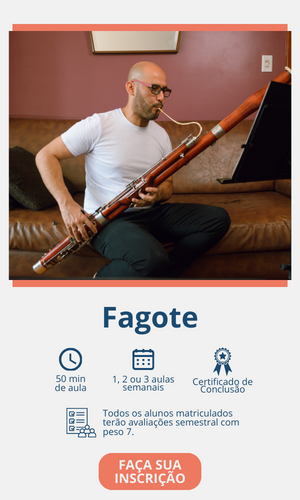 Fagote
50 min
de aula
1, 2 ou 3 aulas
semanais
Certificado de
Conclusão
Todos os alunos matriculados
terão avaliações semestral com
peso 7.
FAÇA SUA
INSCRIÇÃO